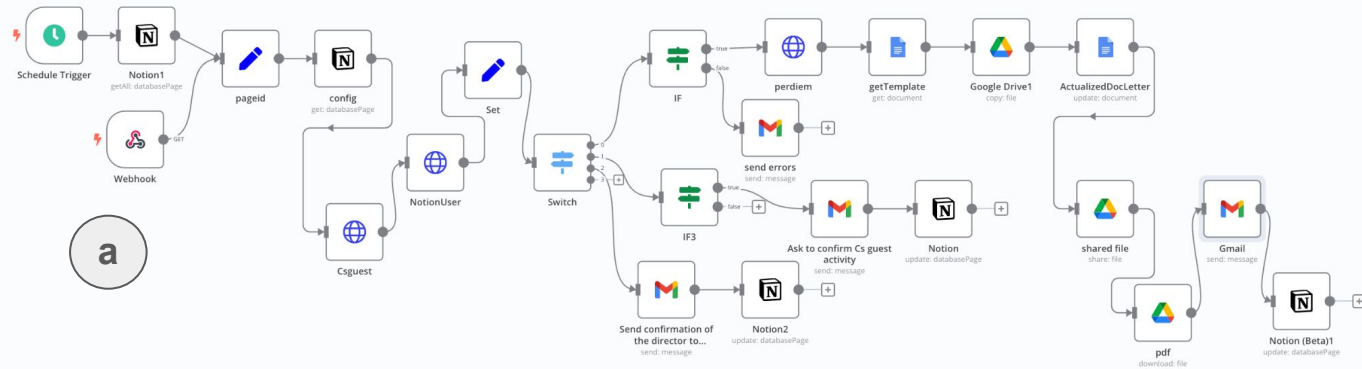 Schedule Trigger
Notion1
getAll: databasePage
pageid
config
get: databasePage
GET
Webhook
a
Csguest
NotionUser
Set
Switch
0
1
2
3
IF
true
false
perdiem
getTemplate
get: document
Google Drive1
copy: file
ActualizedDocLetter
update: document
send errors
send: message
IF3
true
false
Ask to confirm Cs guest
activity
send: message
Notion
update: databasePage
Send confirmation of
the director to...
send: message
Notion2
update: databasePage
shared file
share: file
pdf
download: file
Gmail
send: message
Notion (Beta)1
update: databasePage